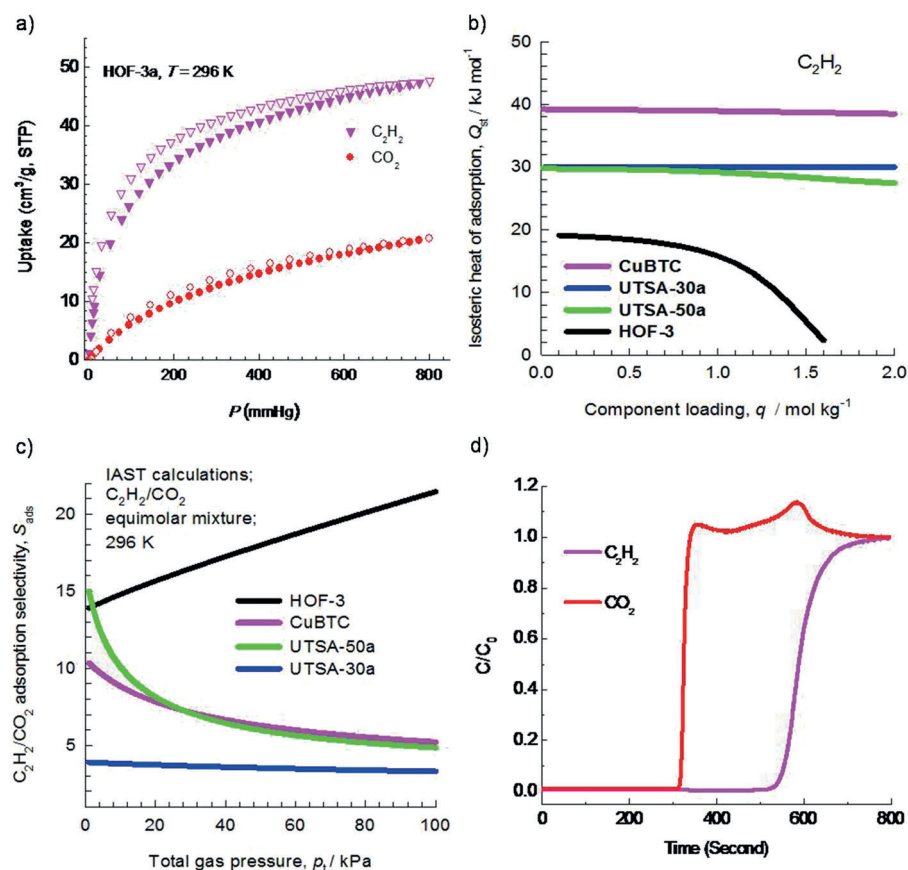 a)
HOF-3a, T = 296 K
C₂H₂
CO₂
Uptake (cm³/g, STP)
50
40
30
20
10
0
0 200 400 600 800
P (mmHg)
b)
C₂H₂
Isosteric heat of adsorption, Qst / kJ mol⁻¹
50
40
30
20
10
0
CuBTC
UTSA-30a
UTSA-50a
HOF-3
0.0 0.5 1.0 1.5 2.0
Component loading, q / mol kg⁻¹
c)
IAST calculations;
C₂H₂/CO₂
equimolar mixture;
296 K
C₂H₂/CO₂ adsorption selectivity, Sads
20
15
10
5
HOF-3
CuBTC
UTSA-50a
UTSA-30a
0 20 40 60 80 100
Total gas pressure, pt / kPa
d)
C₂H₂
CO₂
C/C₀
1.2
1.0
0.8
0.6
0.4
0.2
0.0
0 200 400 600 800
Time (Second)